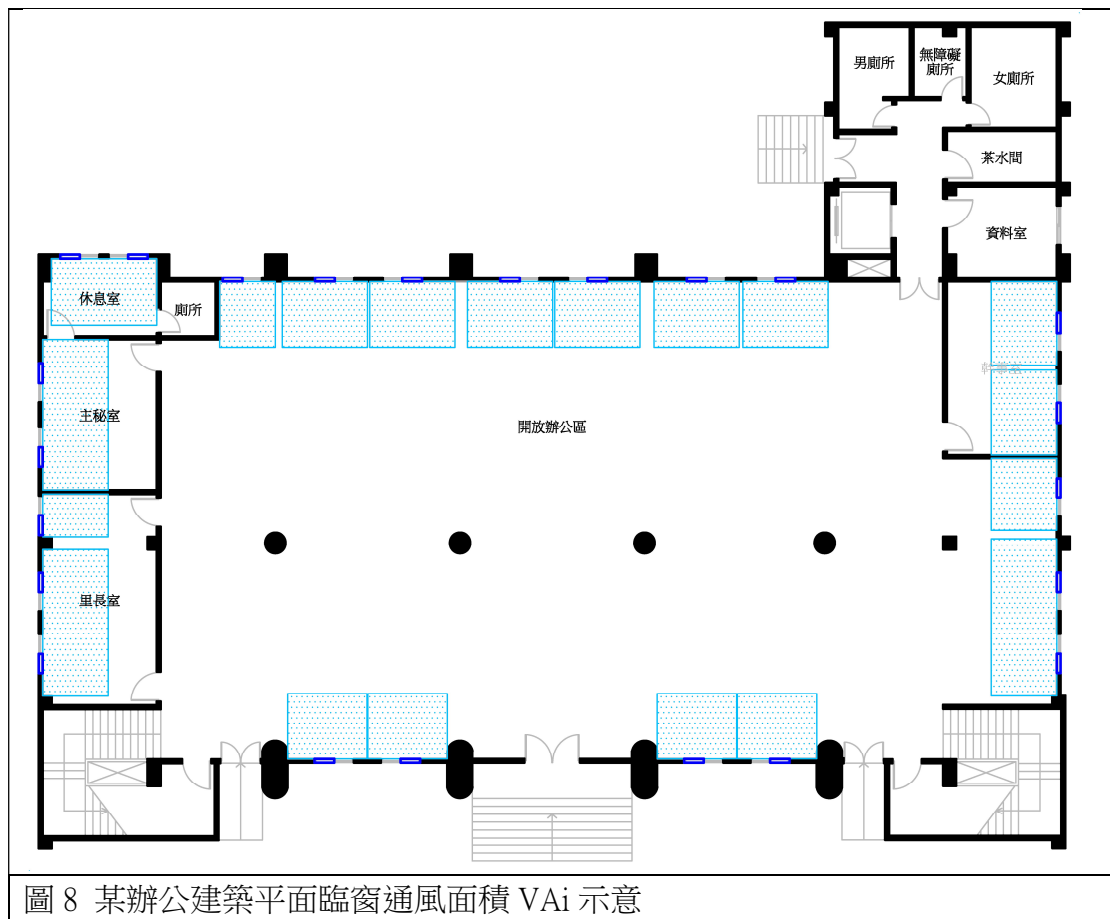 男廁所
無障礙
廁所
女廁所
茶水間
資料室
休息室
廁所
主秘室
開放辦公區
里長室
圖 8 某辦公建築平面臨窗通風面積 VAi 示意